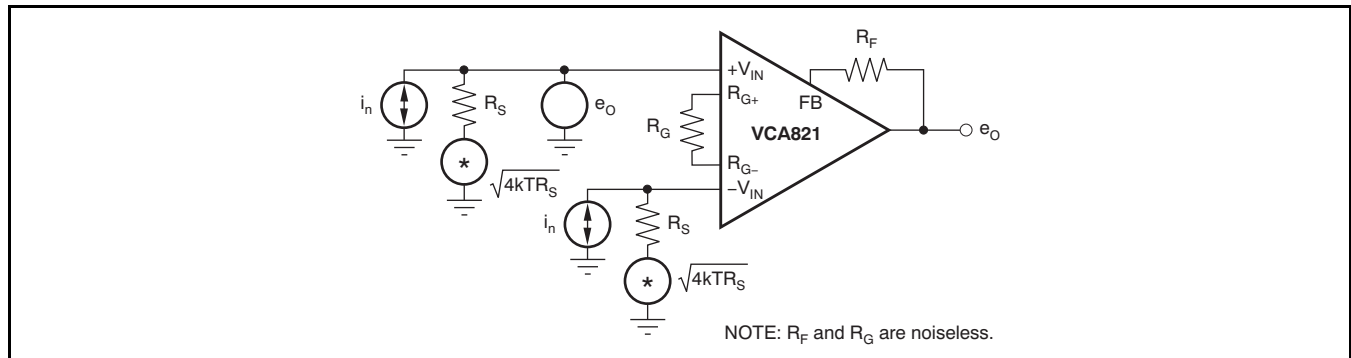 R_F
+V_IN
i_n
R_S
e_O
R_G+
FB
R_G
VCA821
e_O
*
√4kTR_S
R_G–
–V_IN
i_n
R_S
*
√4kTR_S
NOTE: R_F and R_G are noiseless.